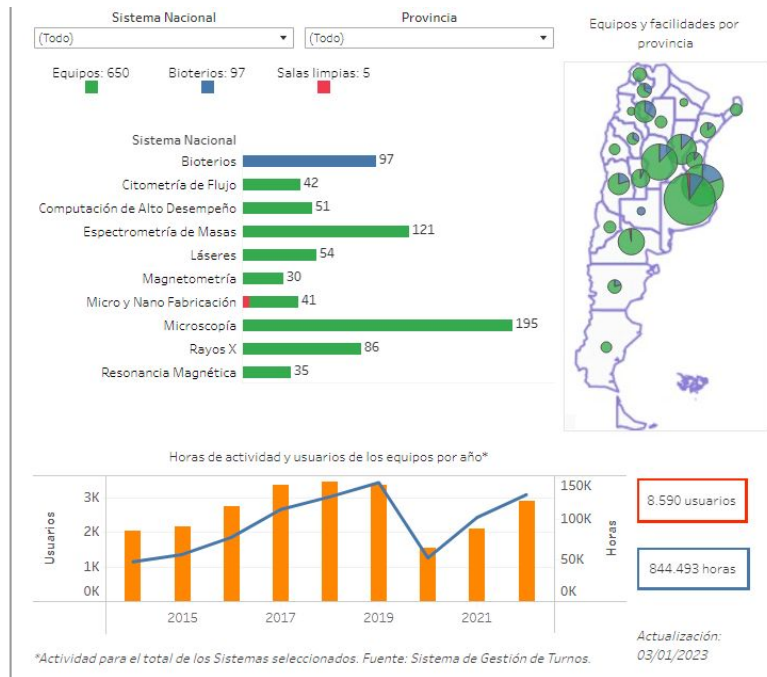 Sistema Nacional
Provincia
(Todo)
(Todo)
Equipos: 650
Bioterios: 97
Salas limpias: 5
Equipos y facilidades por
provincia
Sistema Nacional
Bioterios 97
Citometría de Flujo 42
Computación de Alto Desempeño 51
Espectrometría de Masas 121
Láseres 54
Magnetometría 30
Micro y Nano Fabricación 41
Microscopía 195
Rayos X 86
Resonancia Magnética 35
Horas de actividad y usuarios de los equipos por año*
Usuarios
3K
2K
1K
0K
150K
100K
50K
0K
Horas
2015
2017
2019
2021
8.590 usuarios
844.493 horas
Actualización:
03/01/2023
*Actividad para el total de los Sistemas seleccionados. Fuente: Sistema de Gestión de Turnos.